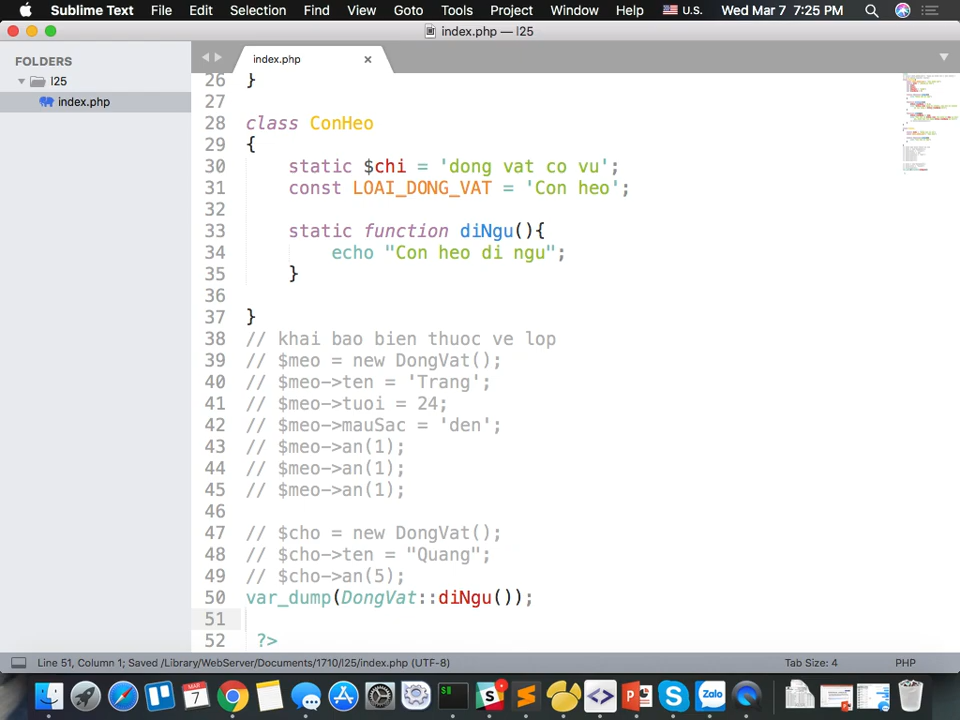 Sublime Text File Edit Selection Find View Goto Tools Project Window Help U.S. Wed Mar 7 7:25 PM
index.php — l25
FOLDERS
l25
index.php
index.php
26 }
27
28 class ConHeo
29 {
30 static $chi = 'dong vat co vu';
31 const LOAI_DONG_VAT = 'Con heo';
32
33 static function diNgu(){
34 echo "Con heo di ngu";
35 }
36
37 }
38 // khai bao bien thuoc ve lop
39 // $meo = new DongVat();
40 // $meo->ten = 'Trang';
41 // $meo->tuoi = 24;
42 // $meo->mauSac = 'den';
43 // $meo->an(1);
44 // $meo->an(1);
45 // $meo->an(1);
46
47 // $cho = new DongVat();
48 // $cho->ten = "Quang";
49 // $cho->an(5);
50 var_dump(DongVat::diNgu());
51
52 ?>
Line 51, Column 1; Saved /Library/WebServer/Documents/1710/l25/index.php (UTF-8) Tab Size: 4 PHP
MAR
7
Zalo